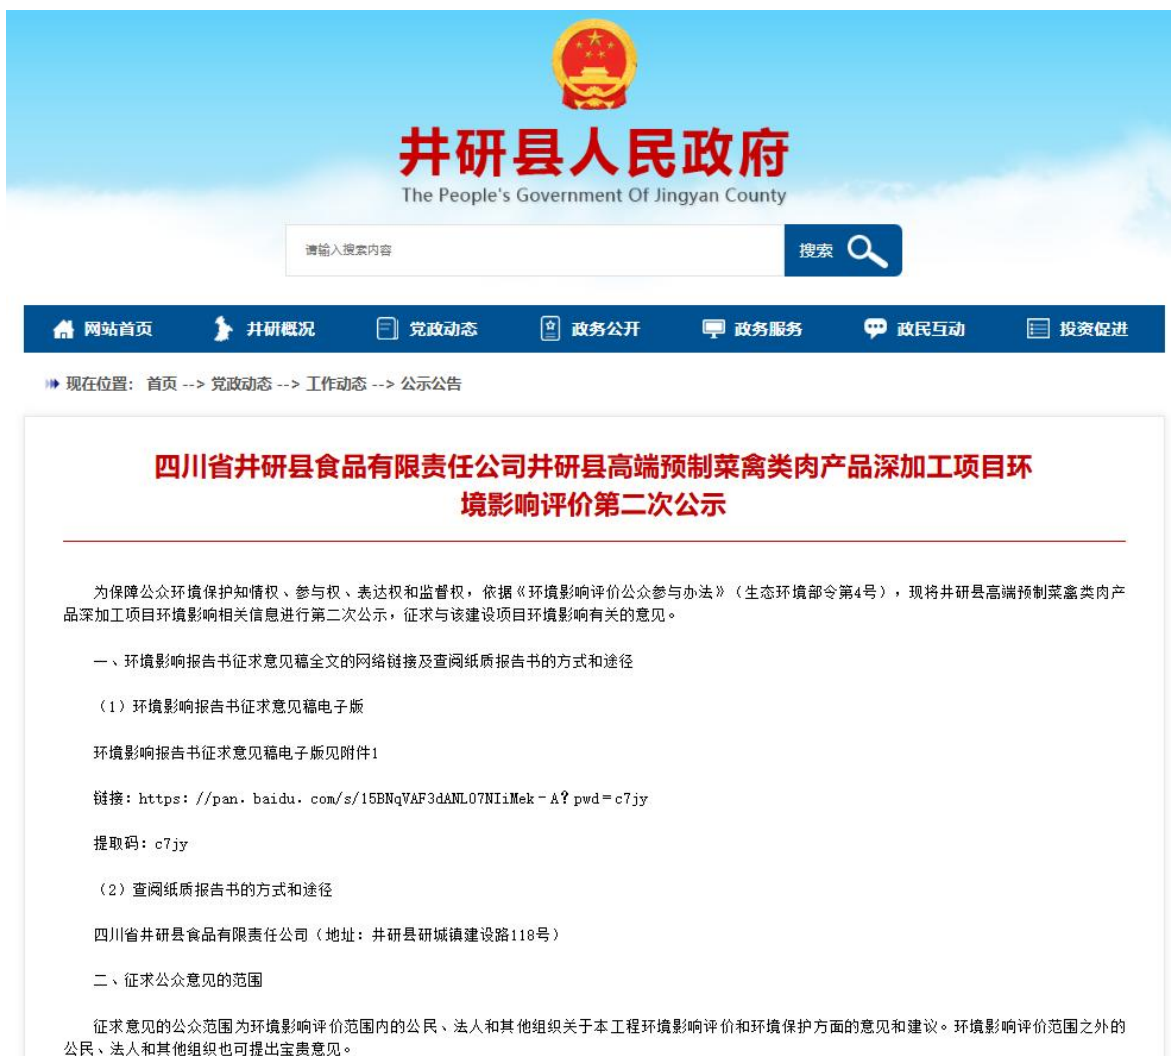 井研县人民政府
The People's Government Of Jingyan County
请输入搜索内容
搜索
网站首页 井研概况 党政动态 政务公开 政务服务 政民互动 投资促进
现在位置： 首页 --> 党政动态 --> 工作动态 --> 公示公告
四川省井研县食品有限责任公司井研县高端预制菜禽类肉产品深加工项目环
境影响评价第二次公示
为保障公众环境保护知情权、参与权、表达权和监督权，依据《环境影响评价公众参与办法》（生态环境部令第4号），现将井研县高端预制菜禽类肉产
品深加工项目环境影响相关信息进行第二次公示，征求与该建设项目环境影响有关的意见。
一、环境影响报告书征求意见稿全文的网络链接及查阅纸质报告书的方式和途径
（1）环境影响报告书征求意见稿电子版
环境影响报告书征求意见稿电子版见附件1
链接：https：//pan．baidu．com/s/15BNqVAF3dANL07NIiMek－A？pwd＝c7jy
提取码：c7jy
（2）查阅纸质报告书的方式和途径
四川省井研县食品有限责任公司（地址：井研县研城镇建设路118号）
二、征求公众意见的范围
征求意见的公众范围为环境影响评价范围内的公民、法人和其他组织关于本工程环境影响评价和环境保护方面的意见和建议。环境影响评价范围之外的
公民、法人和其他组织也可提出宝贵意见。